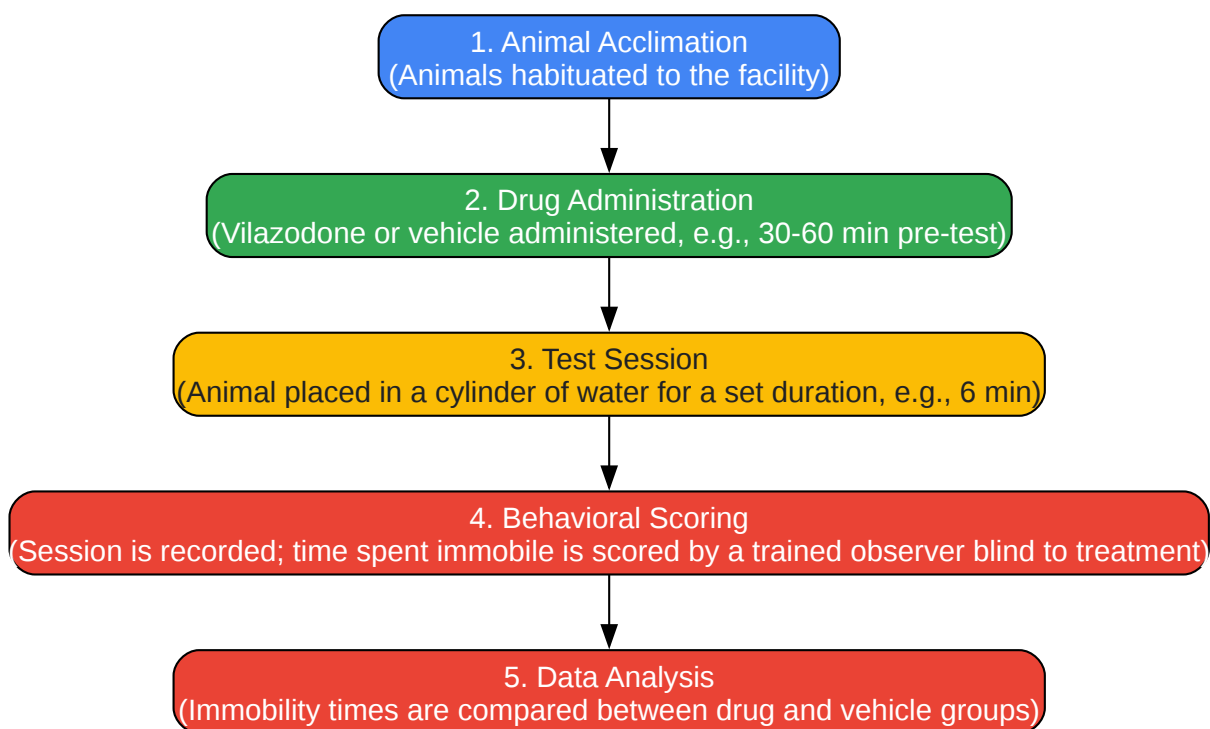 1. Animal Acclimation
(Animals habituated to the facility)
2. Drug Administration
(Vilazodone or vehicle administered, e.g., 30-60 min pre-test)
3. Test Session
(Animal placed in a cylinder of water for a set duration, e.g., 6 min)
4. Behavioral Scoring
(Session is recorded; time spent immobile is scored by a trained observer blind to treatment)
5. Data Analysis
(Immobility times are compared between drug and vehicle groups)